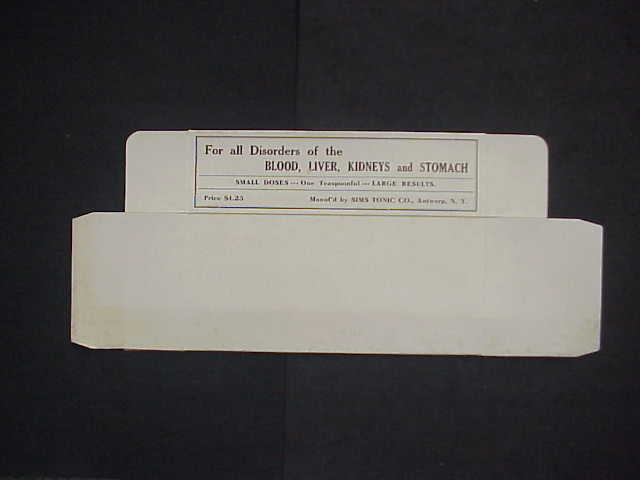 For all Disorders of the
BLOOD, LIVER, KIDNEYS and STOMACH
SMALL DOSES — One Teaspoonful — LARGE RESULTS.
Price $1.25 Manuf'd by SIMS TONIC CO., Antwerp, N. Y.